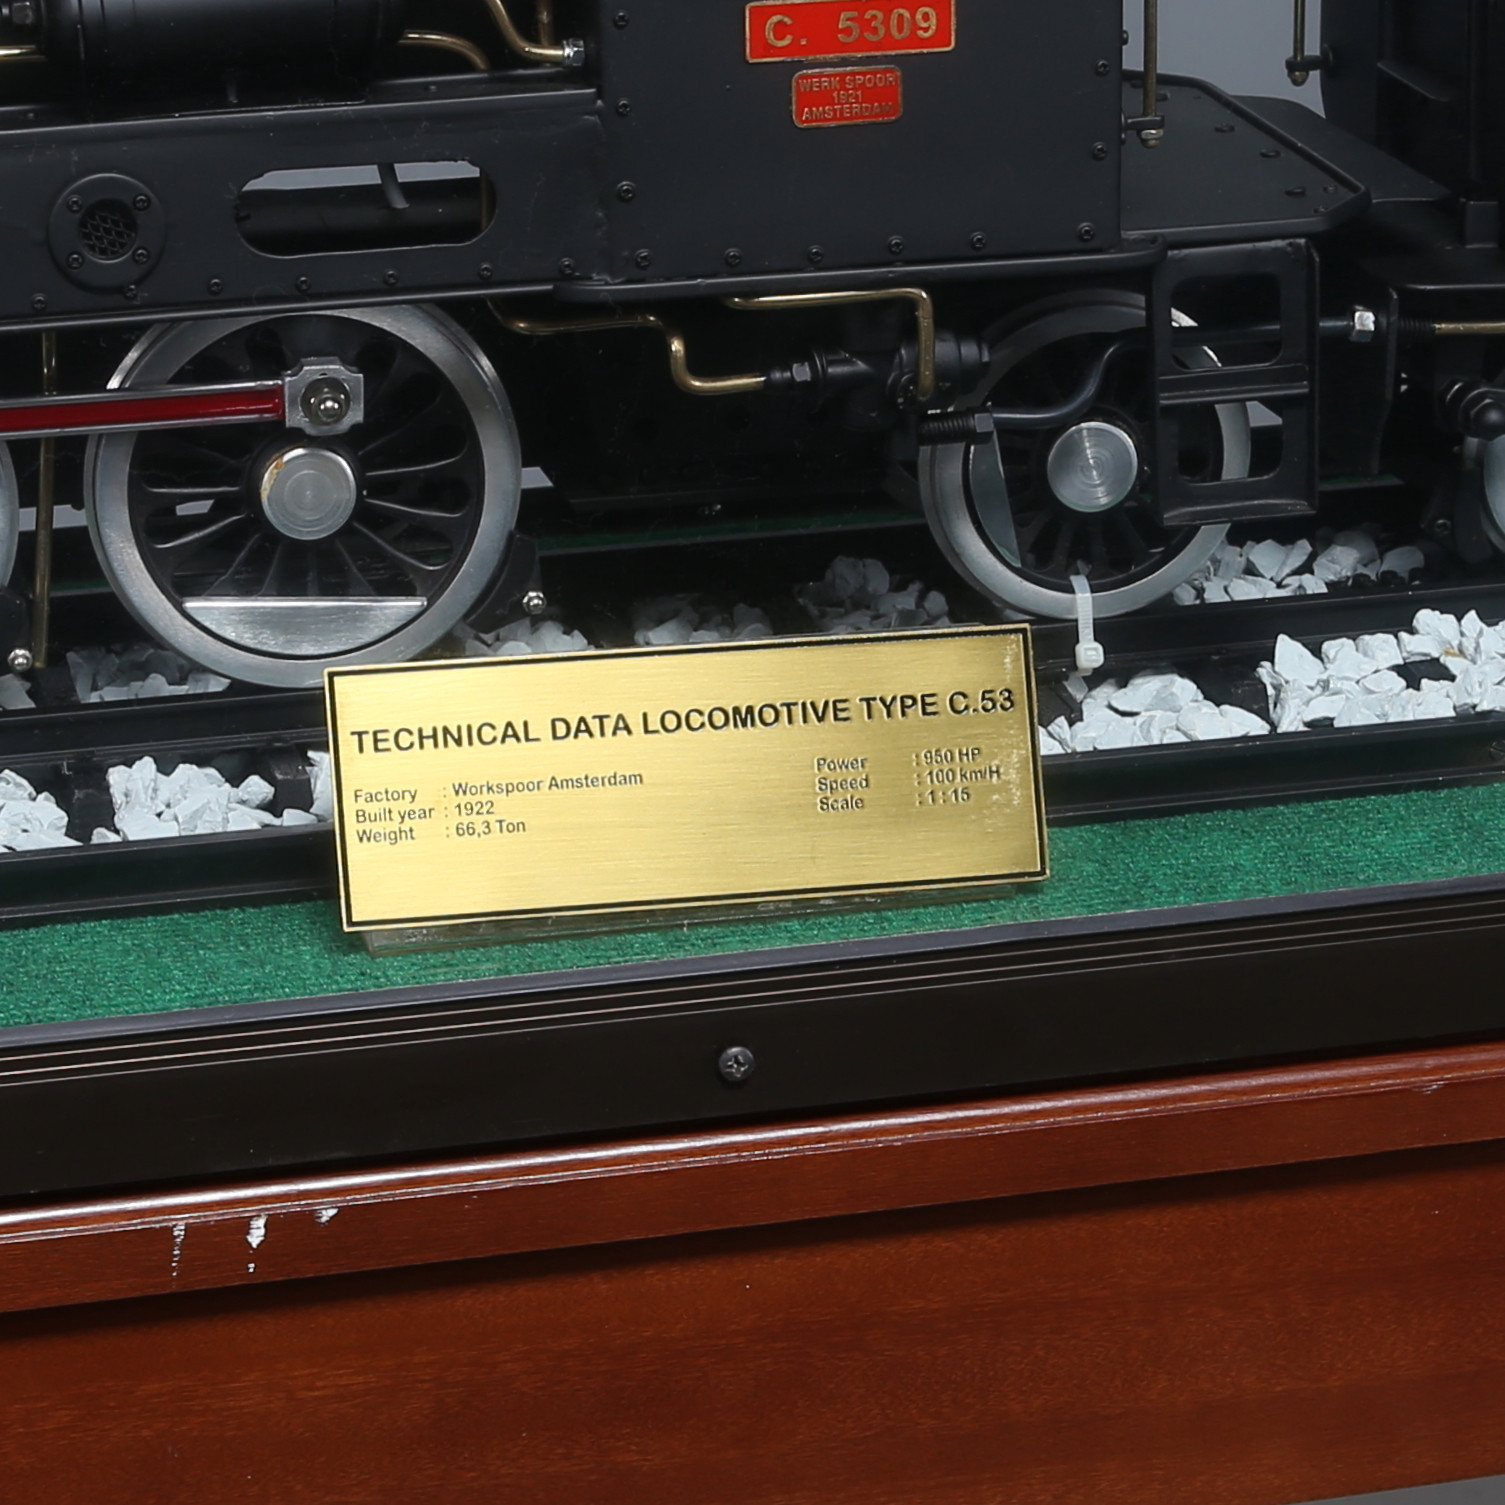 C. 5309
WERK SPOOR
1921
AMSTERDAM
TECHNICAL DATA LOCOMOTIVE TYPE C.53
Factory : Workspoor Amsterdam
Built year : 1922
Weight : 66,3 Ton
Power : 950 HP
Speed : 100 km/H
Scale : 1 : 15